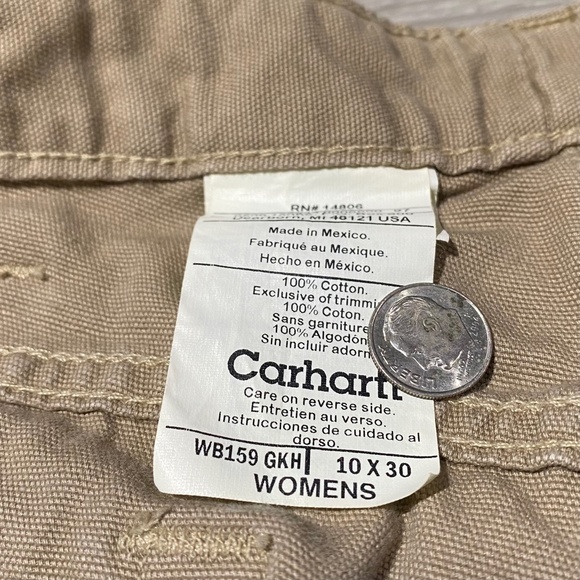 RN# 14806
Dearborn, MI 48121 USA
Made in Mexico.
Fabriqué au Mexique.
Hecho en México.
100% Cotton.
Exclusive of trimmi
100% Coton.
Sans garniture
100% Algodón
Sin incluir adorn
Carhartt
Care on reverse side.
Entretien au verso.
Instrucciones de cuidado al
dorso.
WB159 GKH 10 X 30
WOMENS